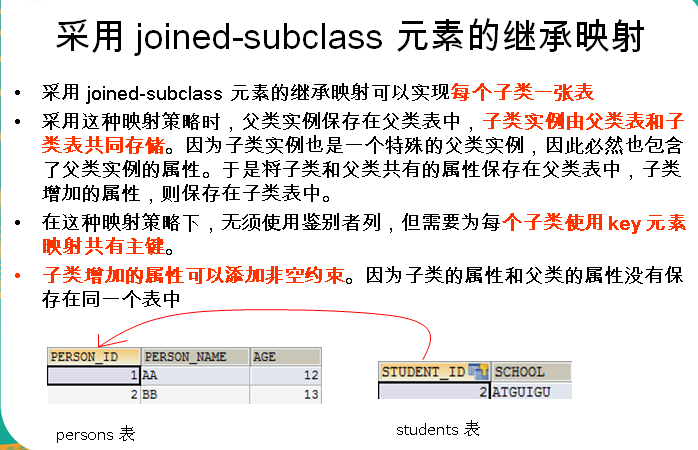 采用 joined-subclass 元素的继承映射
• 采用 joined-subclass 元素的继承映射可以实现每个子类一张表
• 采用这种映射策略时，父类实例保存在父类表中，子类实例由父类表和子
类表共同存储。因为子类实例也是一个特殊的父类实例，因此必然也包含
了父类实例的属性。于是将子类和父类共有的属性保存在父类表中，子类
增加的属性，则保存在子类表中。
• 在这种映射策略下，无须使用鉴别者列，但需要为每个子类使用 key 元素
映射共有主键。
• 子类增加的属性可以添加非空约束。因为子类的属性和父类的属性没有保
存在同一个表中
PERSON_ID PERSON_NAME AGE
1 AA 12
2 BB 13
STUDENT_ID SCHOOL
2 ATGUIGU
persons 表
students 表